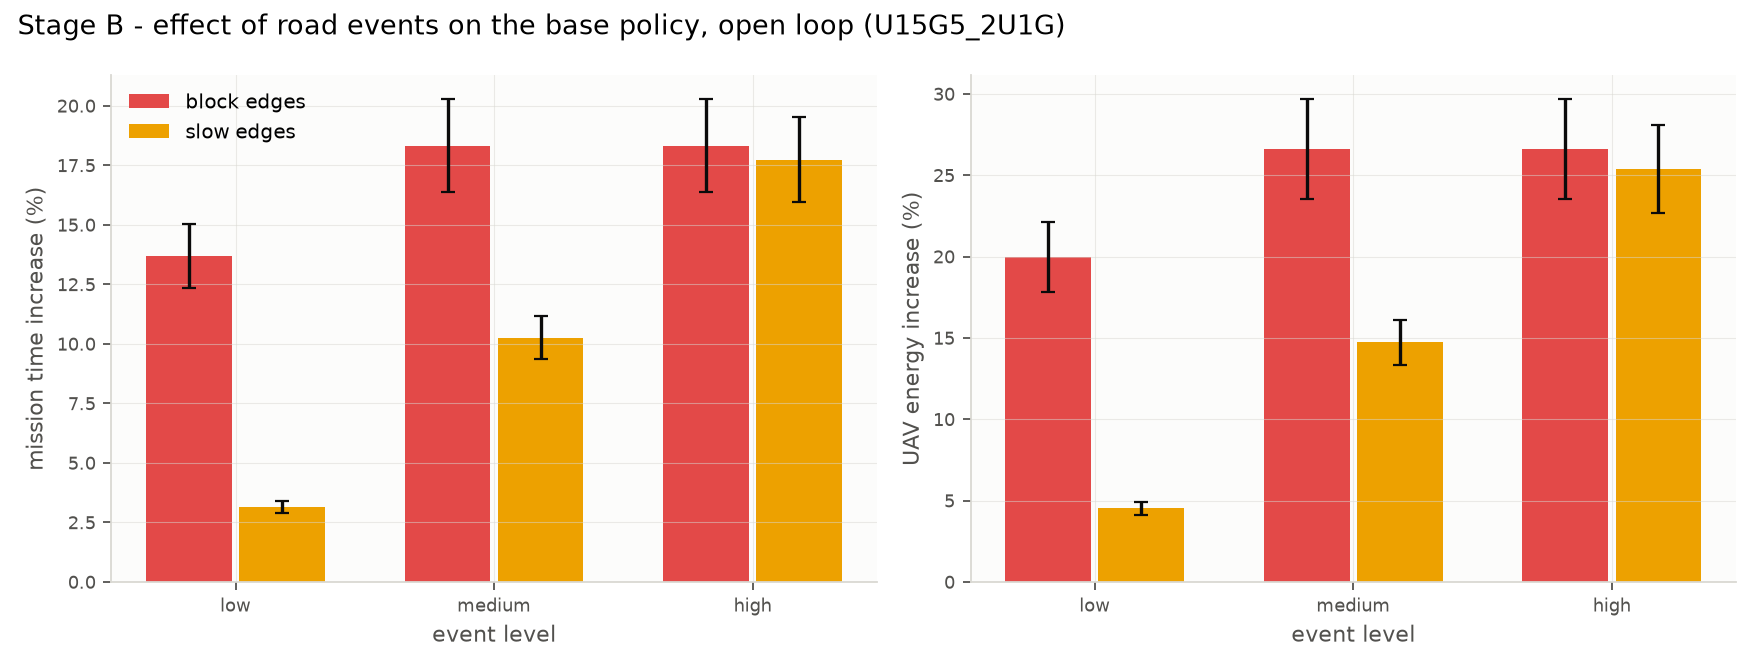 Stage B - effect of road events on the base policy, open loop (U15G5_2U1G)
block edges
slow edges
mission time increase (%)
20.0
17.5
15.0
12.5
10.0
7.5
5.0
2.5
0.0
low
medium
high
event level
UAV energy increase (%)
30
25
20
15
10
5
0
low
medium
high
event level